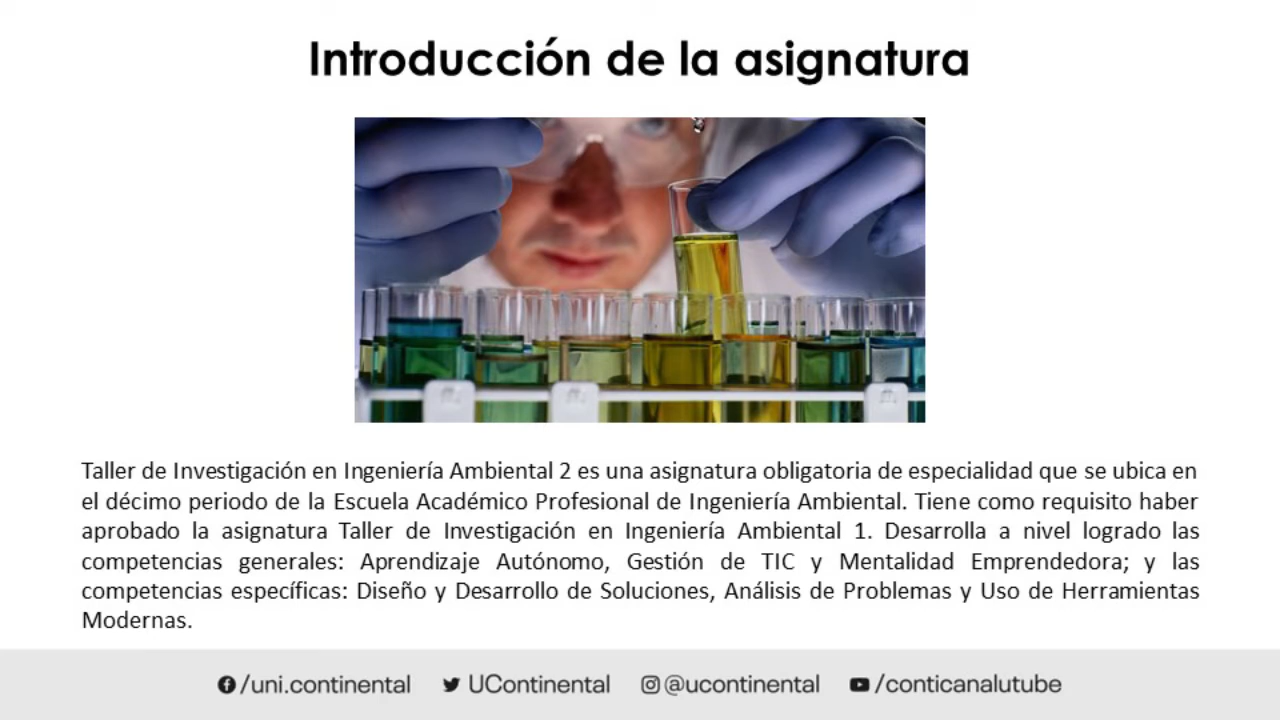 Introducción de la asignatura
Taller de Investigación en Ingeniería Ambiental 2 es una asignatura obligatoria de especialidad que se ubica en
el décimo periodo de la Escuela Académico Profesional de Ingeniería Ambiental. Tiene como requisito haber
aprobado la asignatura Taller de Investigación en Ingeniería Ambiental 1. Desarrolla a nivel logrado las
competencias generales: Aprendizaje Autónomo, Gestión de TIC y Mentalidad Emprendedora; y las
competencias específicas: Diseño y Desarrollo de Soluciones, Análisis de Problemas y Uso de Herramientas
Modernas.
/uni.continental UContinental @ucontinental /conticanalutube